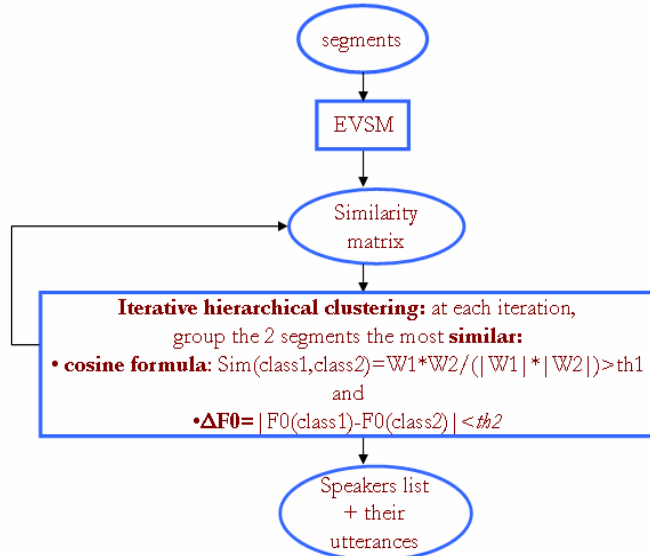 segments
EVSM
Similarity
matrix
Iterative hierarchical clustering: at each iteration,
group the 2 segments the most similar:
• cosine formula: Sim(class1,class2)=W1*W2/(|W1|*|W2|)>th1
and
•ΔF0=|F0(class1)-F0(class2)|<th2
Speakers list
+ their
utterances